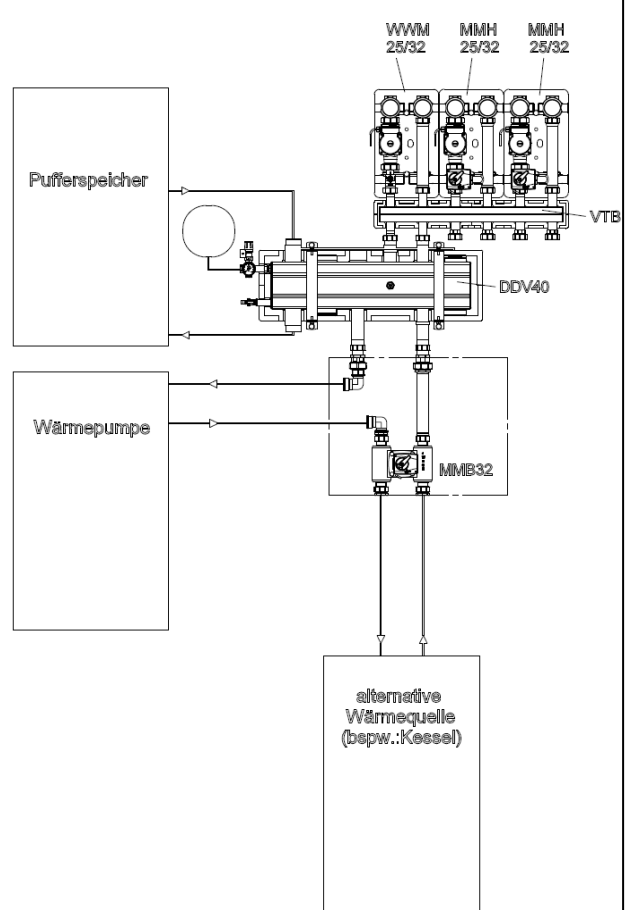 WWM
25/32
MMH
25/32
MMH
25/32
Pufferspeicher
VTB
DDV40
Wärmepumpe
MMB32
alternative
Wärmequelle
(bspw.:Kessel)